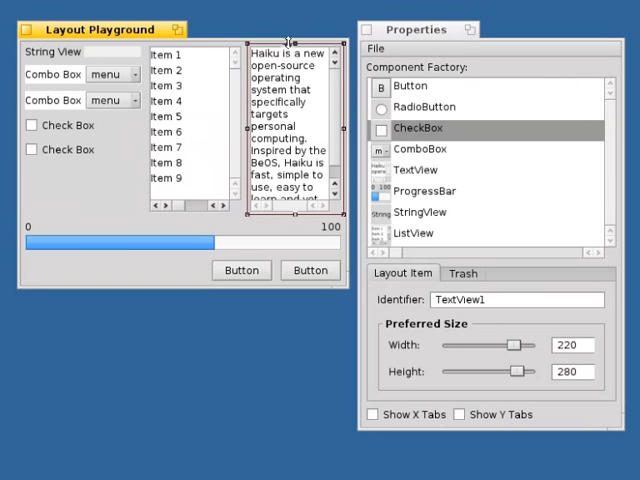 Layout Playground
String View
Combo Box menu
Combo Box menu
Check Box
Check Box
Item 1
Item 2
Item 3
Item 4
Item 5
Item 6
Item 7
Item 8
Item 9
Haiku is a new
open-source
operating
system that
specifically
targets
personal
computing.
Inspired by the
BeOS, Haiku is
fast, simple to
use, easy to
learn and yet
0 100
Button Button
Properties
File
Component Factory:
B Button
RadioButton
CheckBox
m ComboBox
TextView
ProgressBar
StringView
ListView
Layout Item Trash
Identifier: TextView1
Preferred Size
Width: 220
Height: 280
Show X Tabs Show Y Tabs